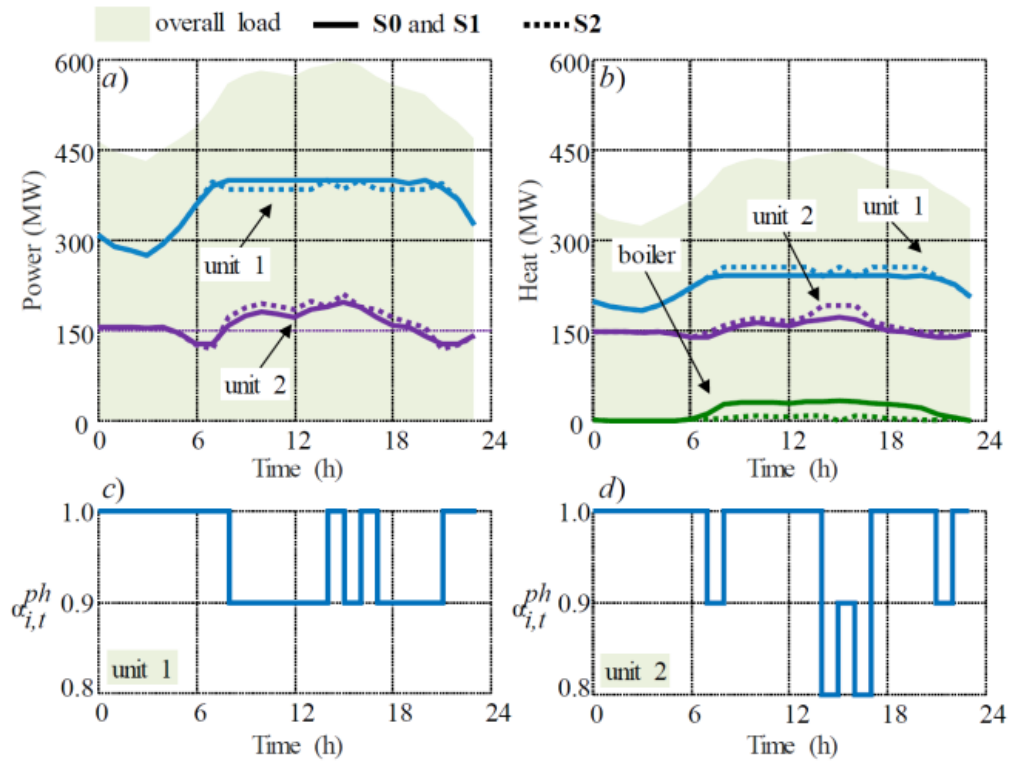 overall load S0 and S1 S2
a)
600
450
300
150
0
Power (MW)
unit 1
unit 2
0 6 12 18 24
Time (h)
b)
600
450
300
150
0
Heat (MW)
boiler
unit 2
unit 1
0 6 12 18 24
Time (h)
c)
1.0
0.9
0.8
α^{ph}_{i,t}
unit 1
0 6 12 18 24
Time (h)
d)
1.0
0.9
0.8
α^{ph}_{i,t}
unit 2
0 6 12 18 24
Time (h)